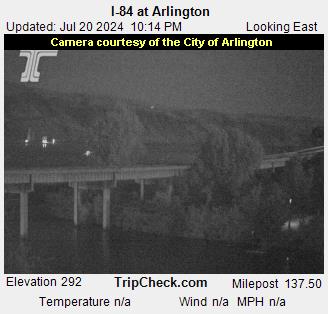 I-84 at Arlington
Updated: Jul 20 2024 10:14 PM Looking East
Camera courtesy of the City of Arlington
Elevation 292 TripCheck.com Milepost 137.50
Temperature n/a Wind n/a MPH n/a